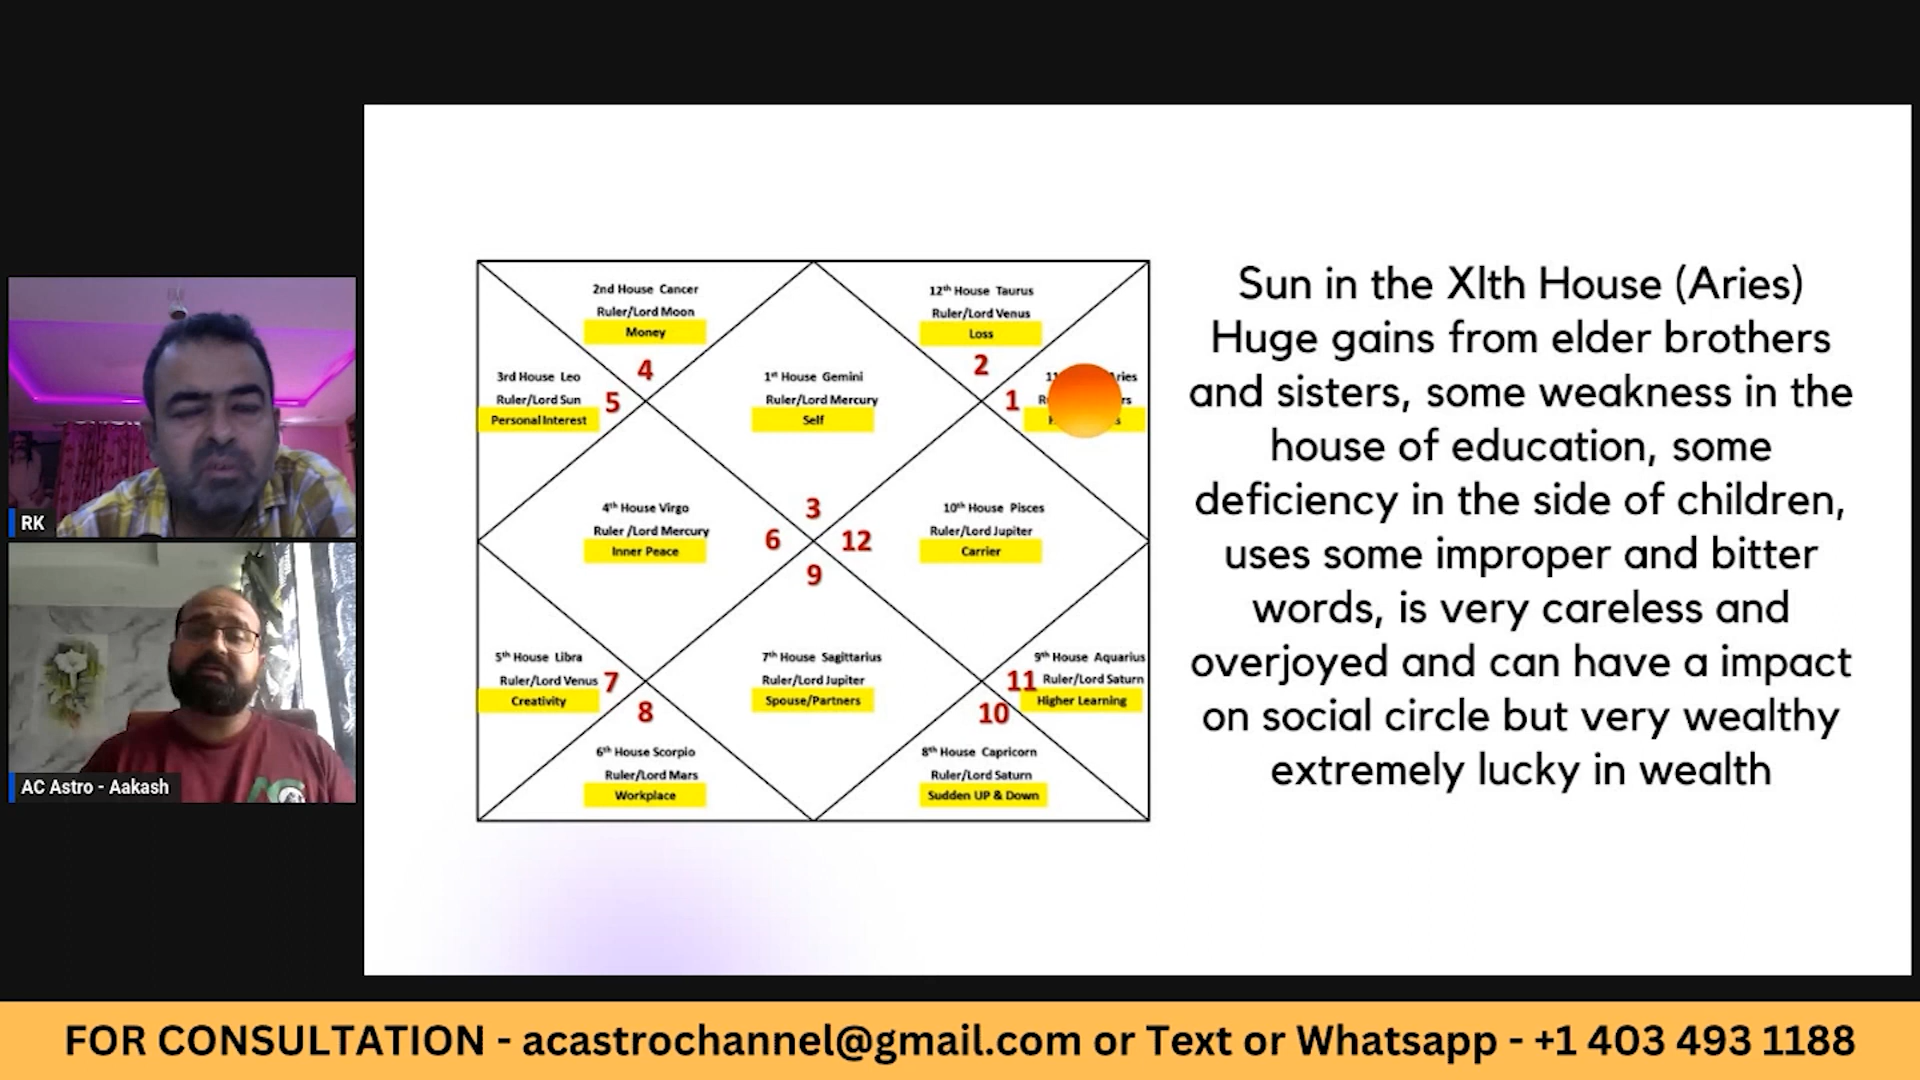 2nd House Cancer
Ruler/Lord Moon
Money
4
12th House Taurus
Ruler/Lord Venus
Loss
2
3rd House Leo
Ruler/Lord Sun
Personal Interest
5
1st House Gemini
Ruler/Lord Mercury
Self
1
4th House Virgo
Ruler /Lord Mercury
Inner Peace
3
6
12
9
10th House Pisces
Ruler/Lord Jupiter
Carrier
5th House Libra
Ruler/Lord Venus
Creativity
7
8
6th House Scorpio
Ruler/Lord Mars
Workplace
7th House Sagittarius
Ruler/Lord Jupiter
Spouse/Partners
9th House Aquarius
Ruler/Lord Saturn
Higher Learning
11
10
8th House Capricorn
Ruler/Lord Saturn
Sudden UP & Down
Sun in the XIth House (Aries)
Huge gains from elder brothers
and sisters, some weakness in the
house of education, some
deficiency in the side of children,
uses some improper and bitter
words, is very careless and
overjoyed and can have a impact
on social circle but very wealthy
extremely lucky in wealth
RK
AC Astro - Aakash
FOR CONSULTATION - acastrochannel@gmail.com or Text or Whatsapp - +1 403 493 1188